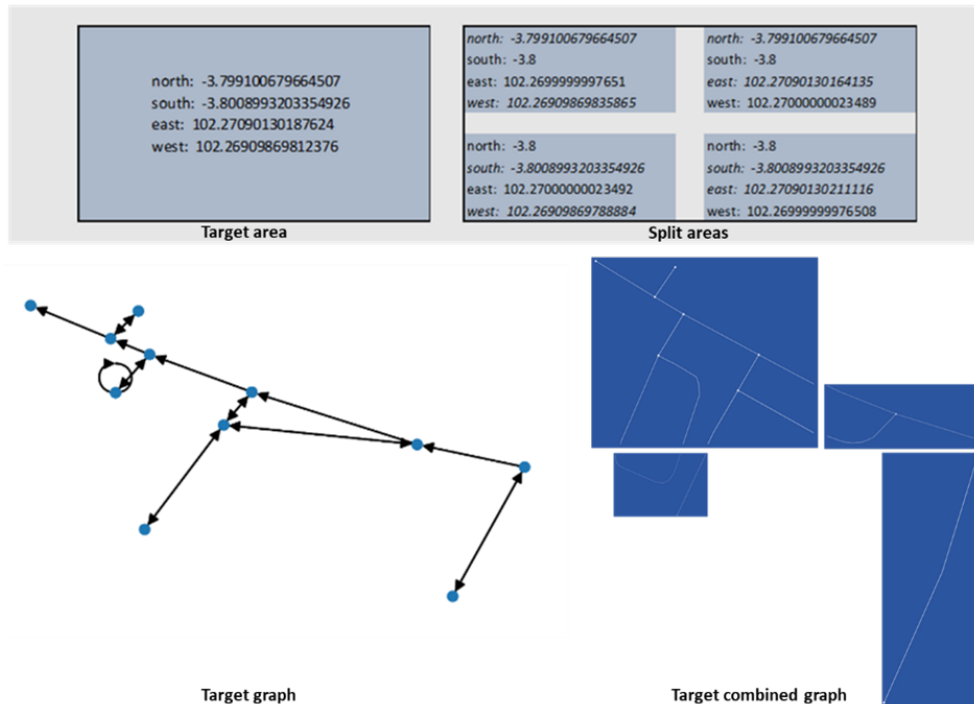 north: -3.799100679664507
south: -3.8008993203354926
east: 102.27090130187624
west: 102.26909869812376
Target area
north: -3.799100679664507
south: -3.8
east: 102.2699999997651
west: 102.26909869835865
north: -3.799100679664507
south: -3.8
east: 102.27090130164135
west: 102.27000000023489
north: -3.8
south: -3.8008993203354926
east: 102.27000000023492
west: 102.26909869788884
north: -3.8
south: -3.8008993203354926
east: 102.27090130211116
west: 102.26999999976508
Split areas
Target graph
Target combined graph